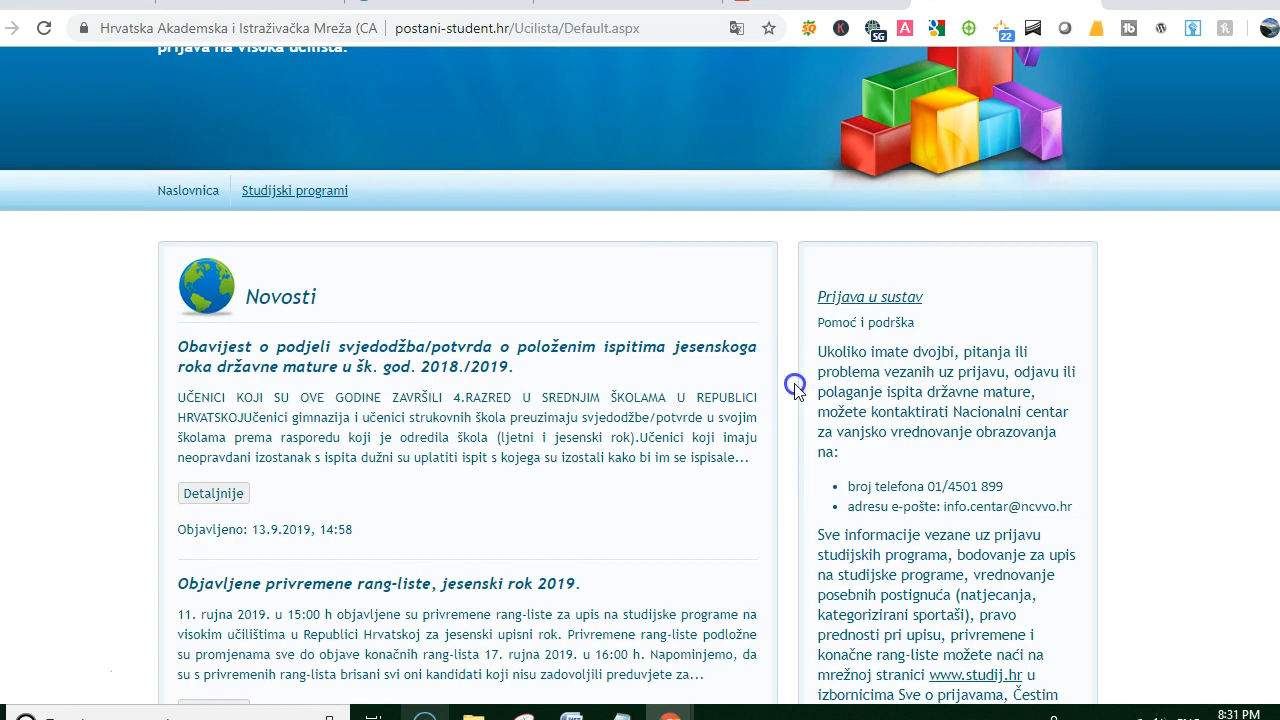 Hrvatska Akademska i Istraživačka Mreža (CA
postani-student.hr/Ucilista/Default.aspx
SG
22
prijava na visoka učilišta.
Naslovnica
Studijski programi
Novosti
Obavijest o podjeli svjedodžba/potvrda o položenim ispitima jesenskoga
roka državne mature u šk. god. 2018./2019.
UČENICI KOJI SU OVE GODINE ZAVRŠILI 4.RAZRED U SREDNJIM ŠKOLAMA U REPUBLICI
HRVATSKOJUčenici gimnazija i učenici strukovnih škola preuzimaju svjedodžbe/potvrde u svojim
školama prema rasporedu koji je odredila škola (ljetni i jesenski rok).Učenici koji imaju
neopravdani izostanak s ispita dužni su uplatiti ispit s kojega su izostali kako bi im se ispisale...
Detaljnije
Objavljeno: 13.9.2019, 14:58
Objavljene privremene rang-liste, jesenski rok 2019.
11. rujna 2019. u 15:00 h objavljene su privremene rang-liste za upis na studijske programe na
visokim učilištima u Republici Hrvatskoj za jesenski upisni rok. Privremene rang-liste podložne
su promjenama sve do objave konačnih rang-lista 17. rujna 2019. u 16:00 h. Napominjemo, da
su s privremenih rang-lista brisani svi oni kandidati koji nisu zadovoljili preduvjete za...
Prijava u sustav
Pomoć i podrška
Ukoliko imate dvojbi, pitanja ili
problema vezanih uz prijavu, odjavu ili
polaganje ispita državne mature,
možete kontaktirati Nacionalni centar
za vanjsko vrednovanje obrazovanja
na:
• broj telefona 01/4501 899
• adresu e-pošte: info.centar@ncvvo.hr
Sve informacije vezane uz prijavu
studijskih programa, bodovanje za upis
na studijske programe, vrednovanje
posebnih postignuća (natjecanja,
kategorizirani sportaši), pravo
prednosti pri upisu, privremene i
konačne rang-liste možete naći na
mrežnoj stranici www.studij.hr u
izbornicima Sve o prijavama, Čestim
8:31 PM